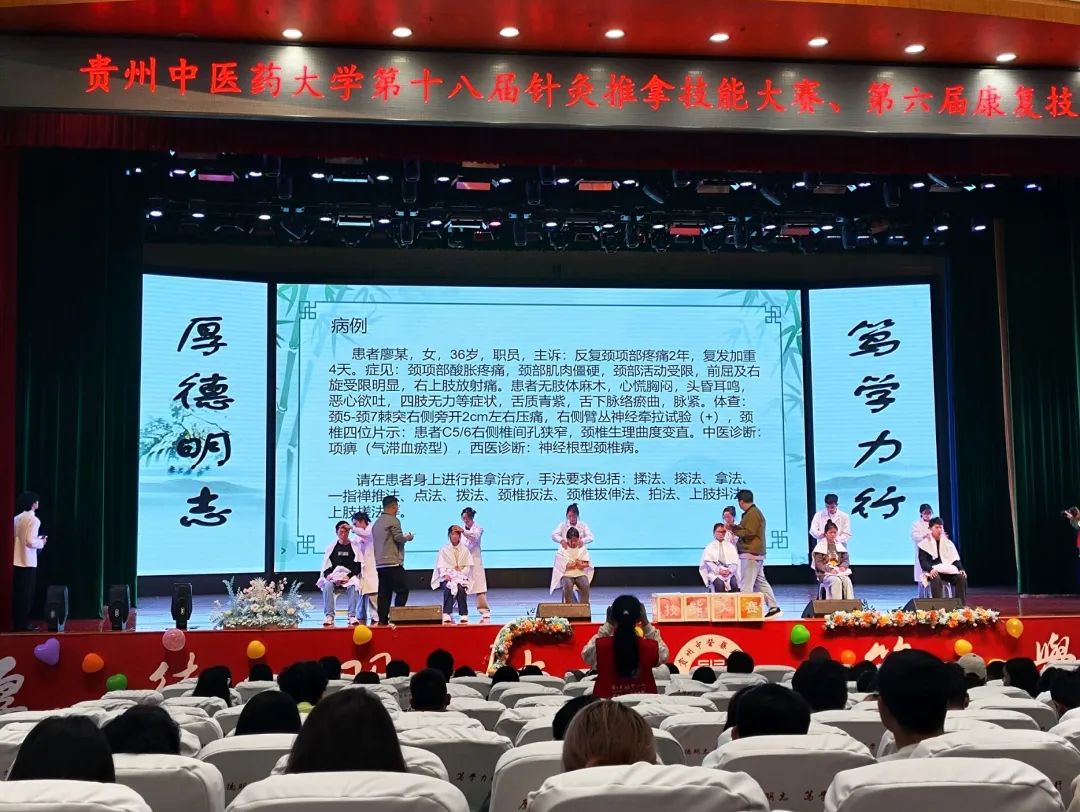 贵州中医药大学第十八届针灸推拿技能大赛、第六届康复技
厚德明志
病例
患者廖某，女，36岁，职员，主诉：反复颈项部疼痛2年，复发加重
4天。症见：颈项部酸胀疼痛，颈部肌肉僵硬，颈部活动受限，前屈及右
旋受限明显，右上肢放射痛。患者无肢体麻木，心慌胸闷，头昏耳鸣，
恶心欲吐，四肢无力等症状，舌质青紫，舌下脉络瘀曲，脉紧。体查：
颈5-颈7棘突右侧旁开2cm左右压痛，右侧臂丛神经牵拉试验（+），颈
椎四位片示：患者C5/6右侧椎间孔狭窄，颈椎生理曲度变直。中医诊断：
项痹（气滞血瘀型），西医诊断：神经根型颈椎病。
请在患者身上进行推拿治疗，手法要求包括：揉法、滚法、拿法、
一指禅推法、点法、拨法、颈椎扳法、颈椎拔伸法、拍法、上肢抖法、
上肢搓法
笃学力行
技能大赛